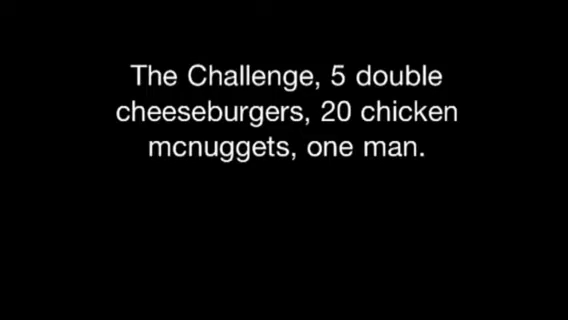 The Challenge, 5 double
cheeseburgers, 20 chicken
mcnuggets, one man.